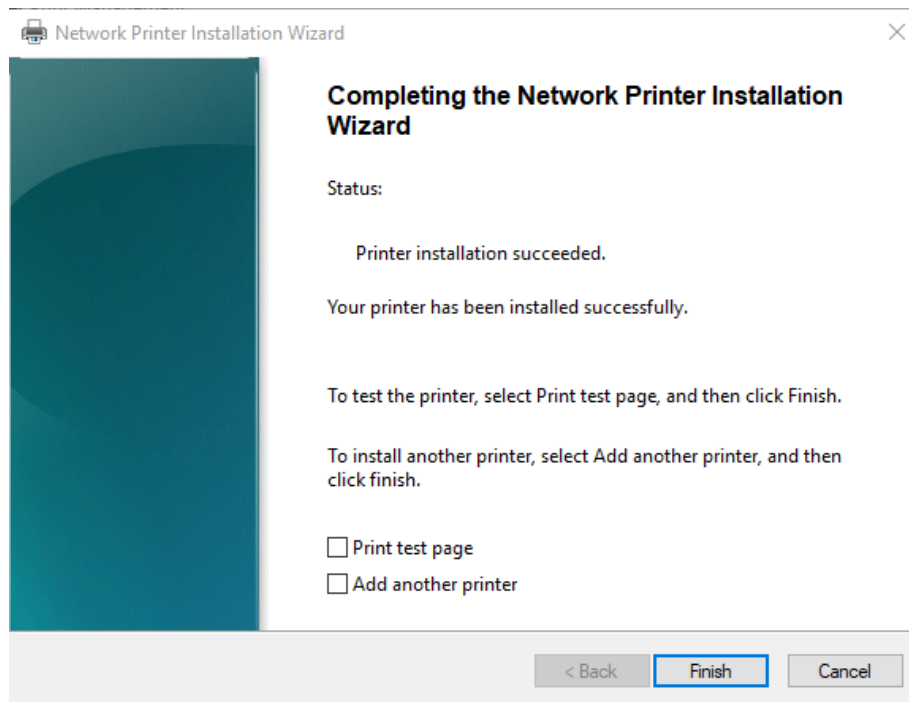 Network Printer Installation Wizard
Completing the Network Printer Installation
Wizard
Status:
Printer installation succeeded.
Your printer has been installed successfully.
To test the printer, select Print test page, and then click Finish.
To install another printer, select Add another printer, and then
click finish.
Print test page
Add another printer
< Back Finish Cancel